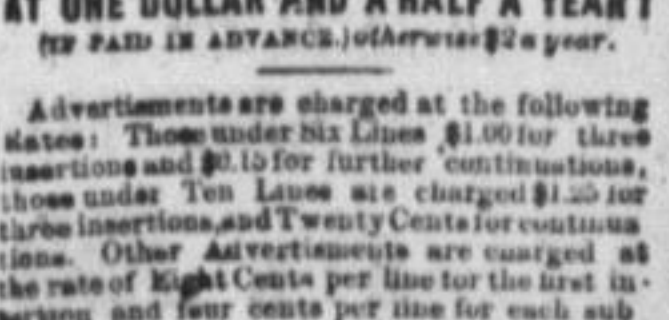 AT ONE DOLLAR AND A HALF A YEAR!
(IF PAID IN ADVANCE.) otherwise $2 a year.
Advertisments are charged at the following
Rates: Those under Six Lines $1.00 for three
insertions and $0.15 for further continuations,
those under Ten Lines are charged $1.25 for
three insertions, and Twenty Cents for continua
tions. Other Advertisments are charged at
the rate of Eight Cents per line for the first in-
sertion and four cents per line for each sub